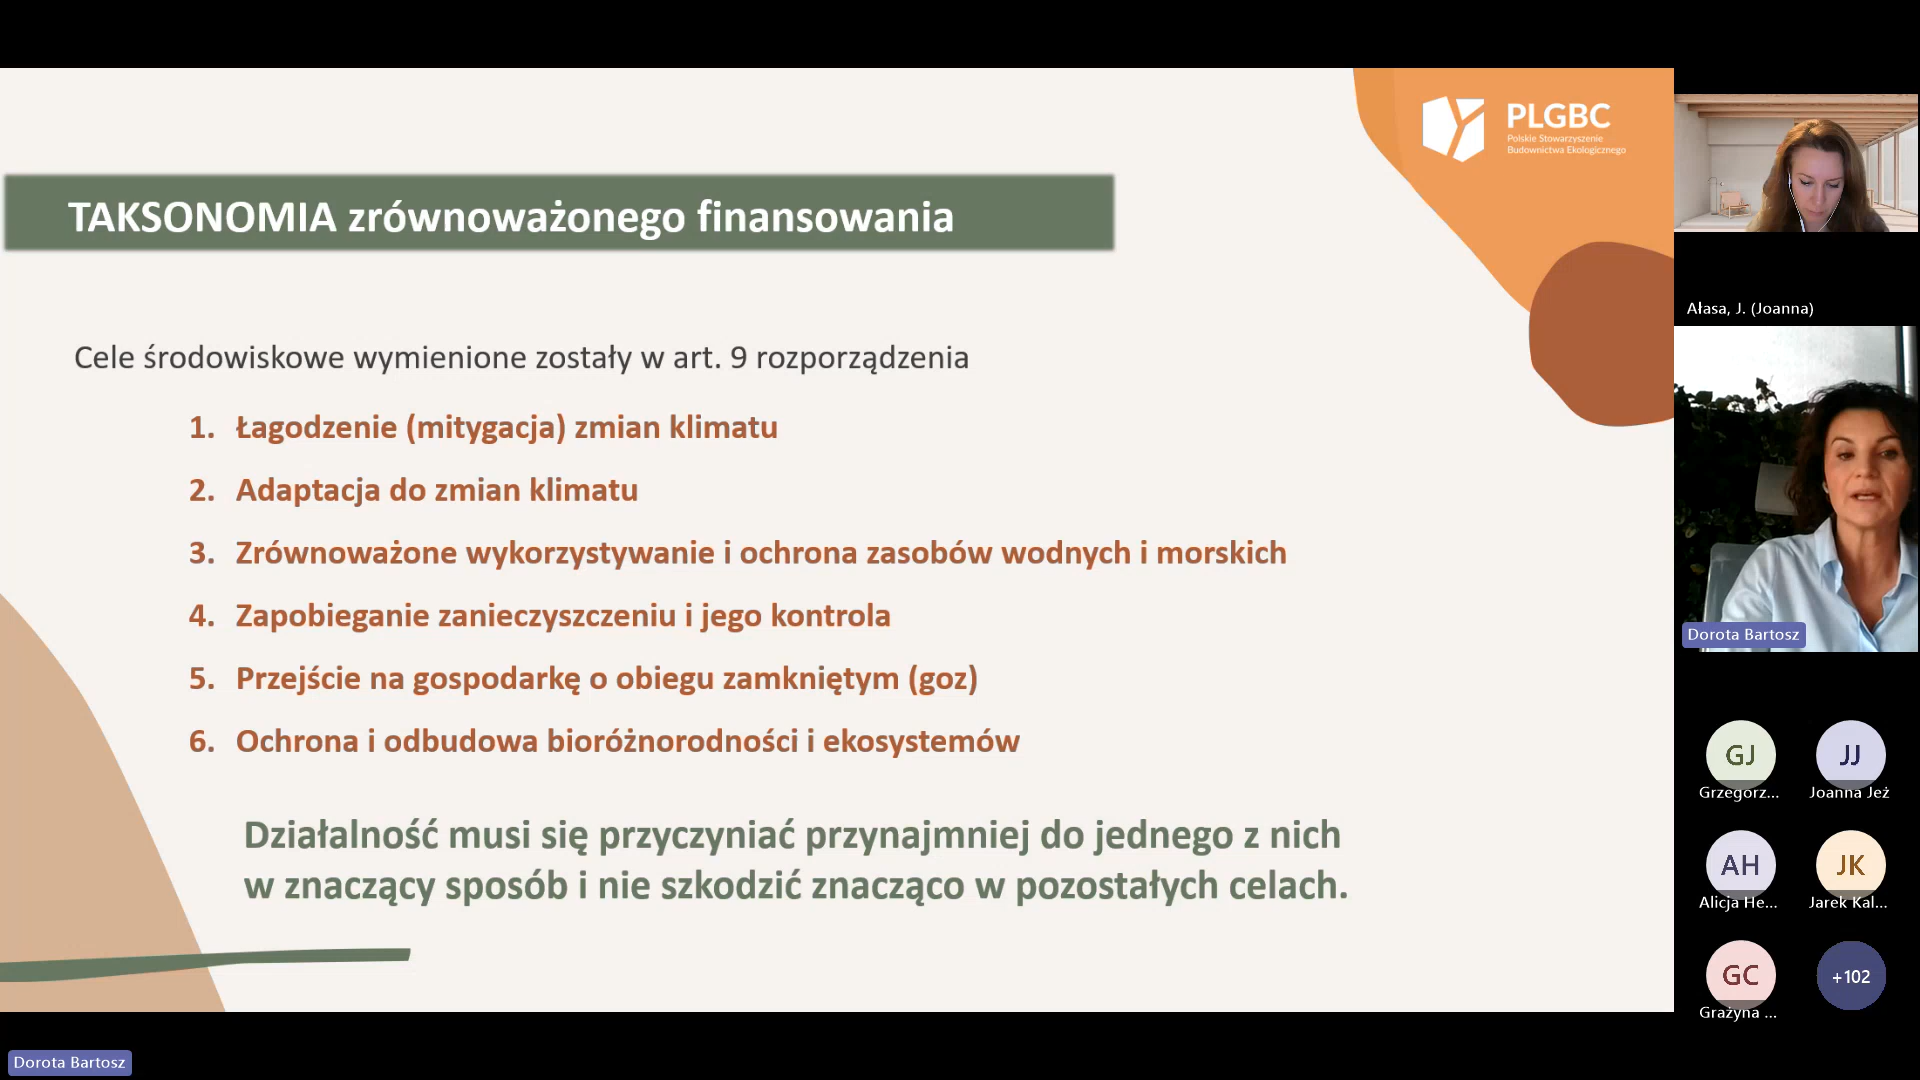 PLGBC
Polskie Stowarzyszenie
Budownictwa Ekologicznego
TAKSONOMIA zrównoważonego finansowania
Cele środowiskowe wymienione zostały w art. 9 rozporządzenia
1. Łagodzenie (mitygacja) zmian klimatu
2. Adaptacja do zmian klimatu
3. Zrównoważone wykorzystywanie i ochrona zasobów wodnych i morskich
4. Zapobieganie zanieczyszczeniu i jego kontrola
5. Przejście na gospodarkę o obiegu zamkniętym (goz)
6. Ochrona i odbudowa bioróżnorodności i ekosystemów
Działalność musi się przyczyniać przynajmniej do jednego z nich
w znaczący sposób i nie szkodzić znacząco w pozostałych celach.
Dorota Bartosz
Ałasa, J. (Joanna)
Dorota Bartosz
GJ
Grzegorz...
JJ
Joanna Jeż
AH
Alicja He...
JK
Jarek Kal...
GC
Grażyna ...
+102